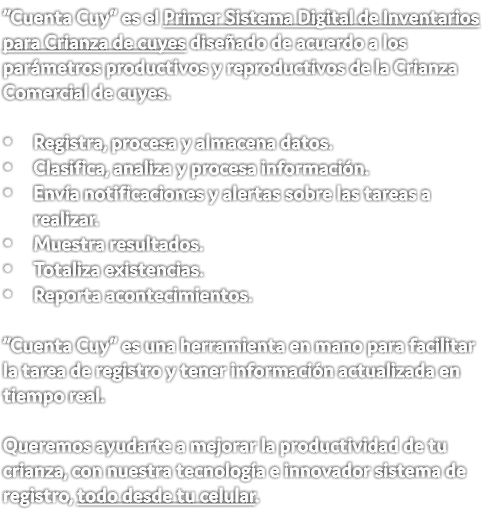 "Cuenta Cuy" es el Primer Sistema Digital de Inventarios
para Crianza de cuyes diseñado de acuerdo a los
parámetros productivos y reproductivos de la Crianza
Comercial de cuyes.
• Registra, procesa y almacena datos.
• Clasifica, analiza y procesa información.
• Envía notificaciones y alertas sobre las tareas a
realizar.
• Muestra resultados.
• Totaliza existencias.
• Reporta acontecimientos.
"Cuenta Cuy" es una herramienta en mano para facilitar
la tarea de registro y tener información actualizada en
tiempo real.
Queremos ayudarte a mejorar la productividad de tu
crianza, con nuestra tecnología e innovador sistema de
registro, todo desde tu celular.